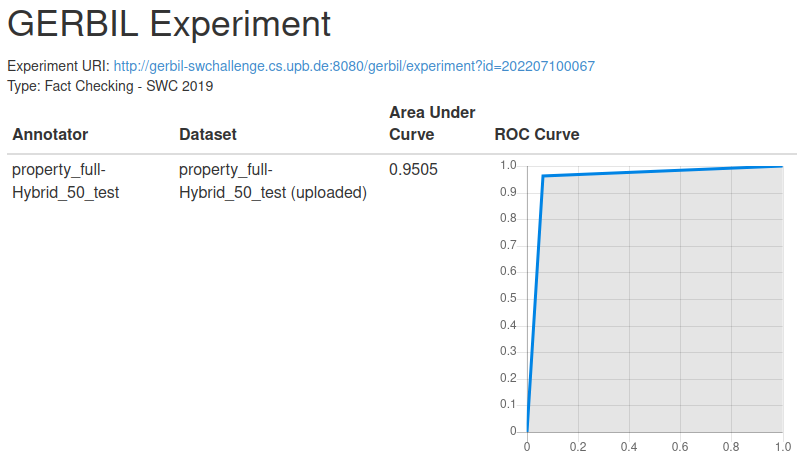 GERBIL Experiment
Experiment URI: http://gerbil-swchallenge.cs.upb.de:8080/gerbil/experiment?id=202207100067
Type: Fact Checking - SWC 2019
Annotator Dataset Area Under Curve ROC Curve
property_full-Hybrid_50_test property_full-Hybrid_50_test (uploaded) 0.9505
1.0
0.9
0.8
0.7
0.6
0.5
0.4
0.3
0.2
0.1
0
0 0.2 0.4 0.6 0.8 1.0